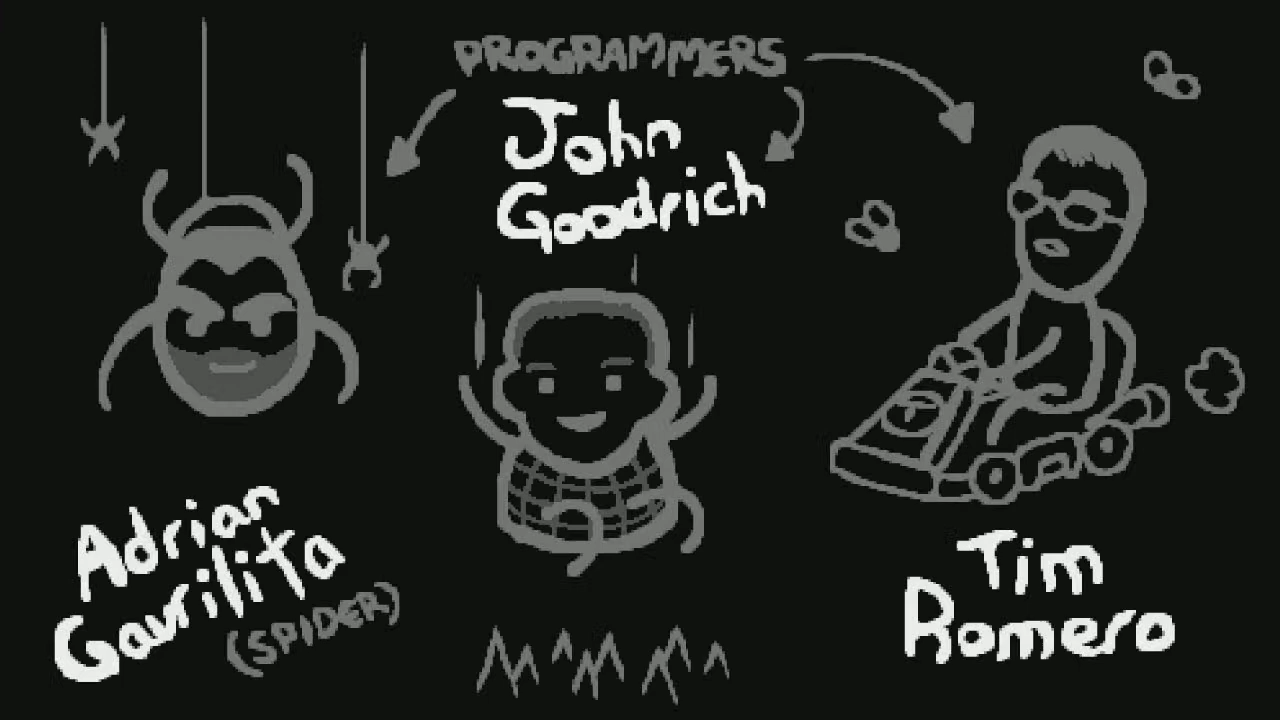 PROGRAMMERS
John
Goodrich
Adrian
Gavrilita
(SPIDER)
Tim
Romero